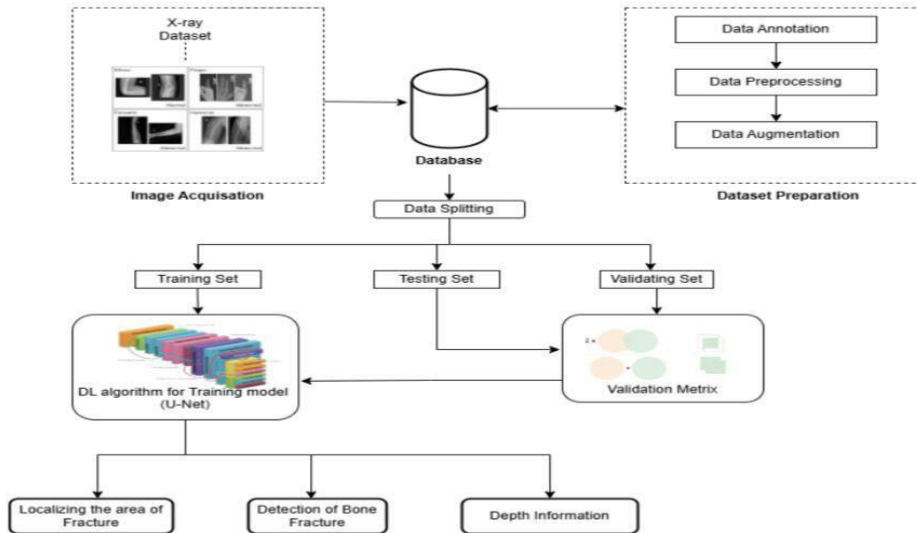 X-ray
Dataset
Image Acquisation
Database
Data Annotation
Data Preprocessing
Data Augmentation
Dataset Preparation
Data Splitting
Training Set
Testing Set
Validating Set
DL algorithm for Training model
(U-Net)
2 x
Validation Metrix
Localizing the area of
Fracture
Detection of Bone
Fracture
Depth Information